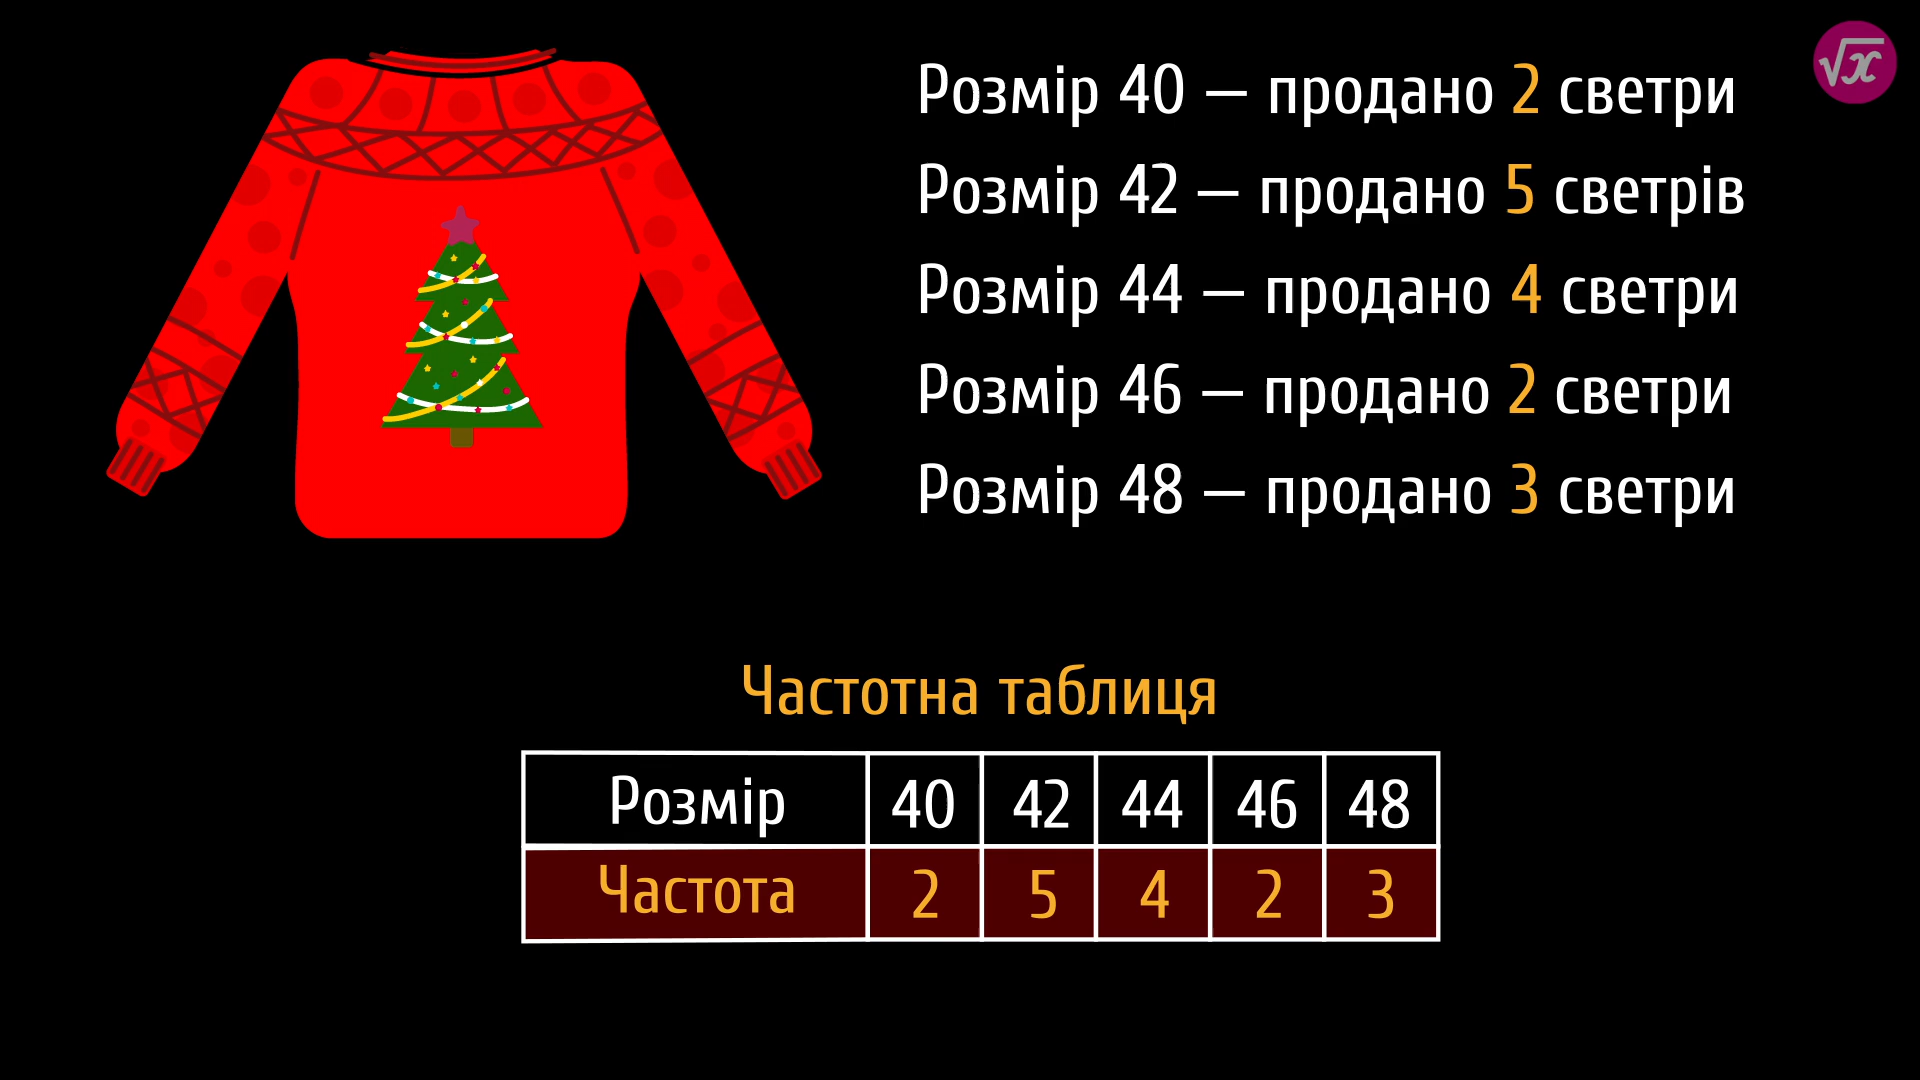 √x
Розмір 40 – продано 2 светри
Розмір 42 – продано 5 светрів
Розмір 44 – продано 4 светри
Розмір 46 – продано 2 светри
Розмір 48 – продано 3 светри
Частотна таблиця
Розмір 40 42 44 46 48
Частота 2 5 4 2 3